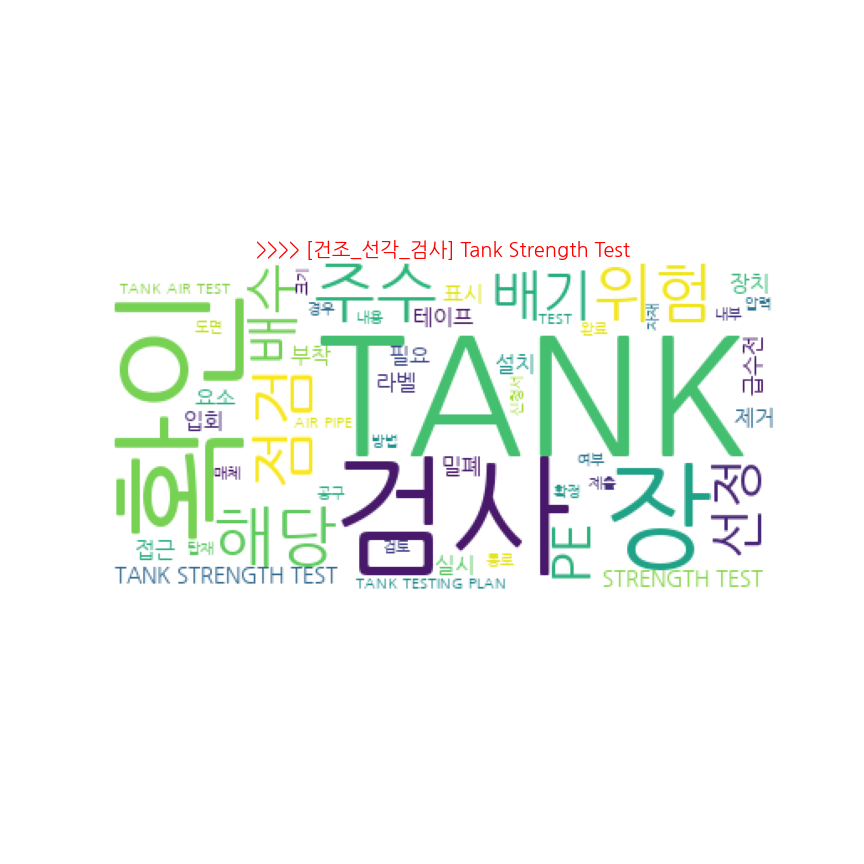 >>>> [건조_선각_검사] Tank Strength Test
TANK AIR TEST
배수
크기
주수
표시
배기
위험
장치
경우
내용
테이프
TEST
완료
자재
내부
압력
도면
확인
부착
TANK
필요
설치
급수전
라벨
요소
점검
신청서
입회
AIR PIPE
제거
방법
매체
검사
밀폐
여부
장
선정
공구
제출
확정
해당
접근
탑재
검토
실시
통로
PE
TANK STRENGTH TEST
TANK TESTING PLAN
STRENGTH TEST